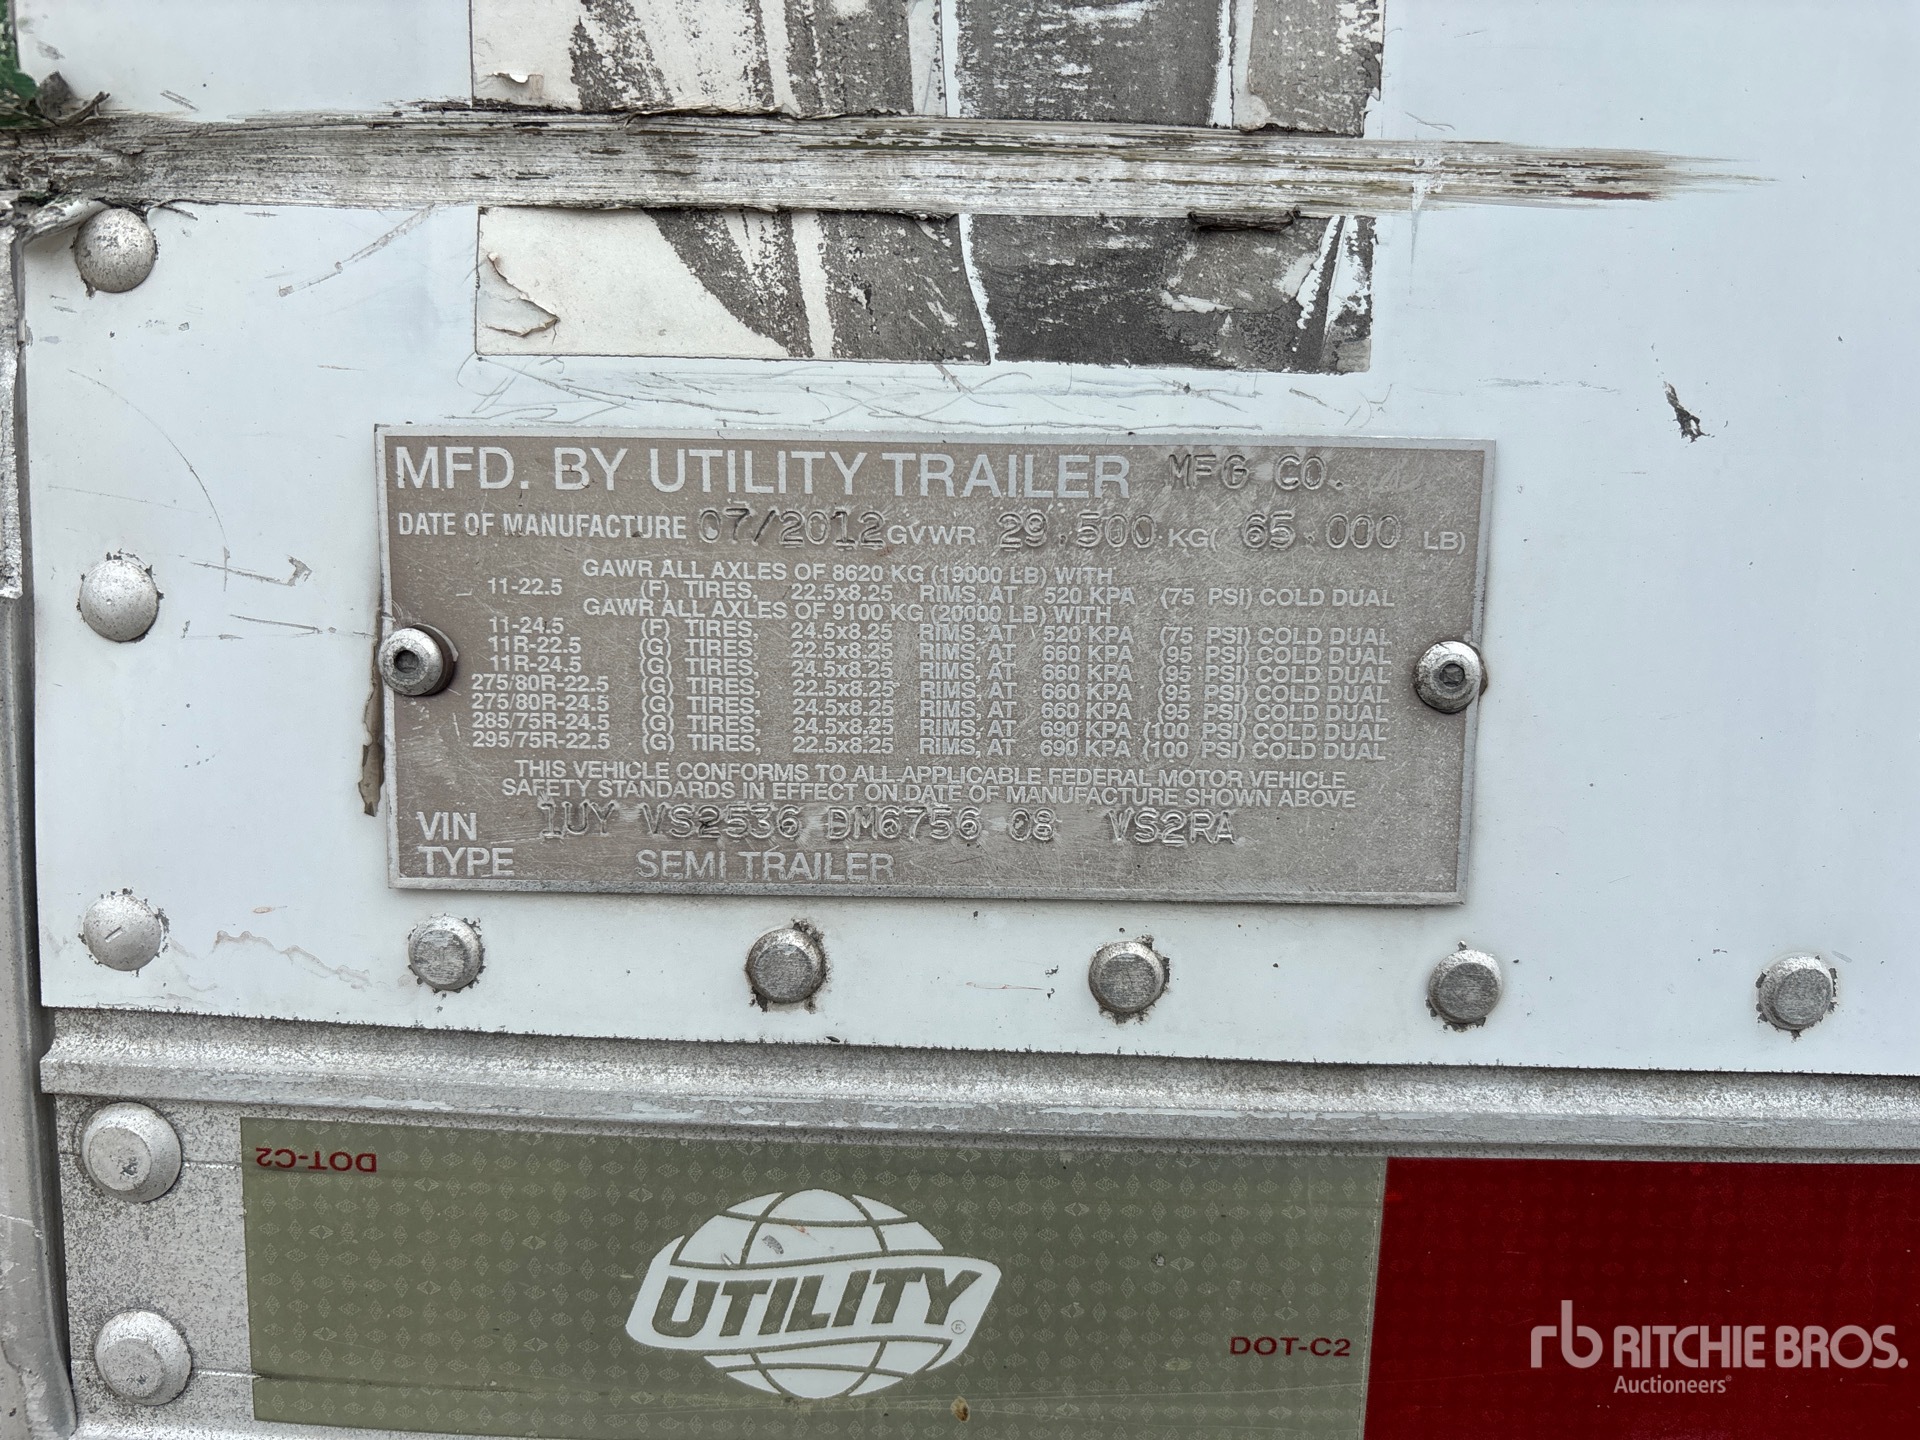 MFD. BY UTILITY TRAILER MFG CO.
DATE OF MANUFACTURE 07/2012 GVWR 29.500 KG( 65.000 LB)
GAWR ALL AXLES OF 8620 KG (19000 LB) WITH
11-22.5 (F) TIRES, 22.5x8.25 RIMS, AT 520 KPA (75 PSI) COLD DUAL
GAWR ALL AXLES OF 9100 KG (20000 LB) WITH
11-24.5 (F) TIRES, 24.5x8.25 RIMS, AT 520 KPA (75 PSI) COLD DUAL
11R-22.5 (G) TIRES, 22.5x8.25 RIMS, AT 660 KPA (95 PSI) COLD DUAL
11R-24.5 (G) TIRES, 24.5x8.25 RIMS, AT 660 KPA (95 PSI) COLD DUAL
275/80R-22.5 (G) TIRES, 22.5x8.25 RIMS, AT 660 KPA (95 PSI) COLD DUAL
275/80R-24.5 (G) TIRES, 24.5x8.25 RIMS, AT 660 KPA (95 PSI) COLD DUAL
285/75R-24.5 (G) TIRES, 24.5x8.25 RIMS, AT 690 KPA (100 PSI) COLD DUAL
295/75R-22.5 (G) TIRES, 22.5x8.25 RIMS, AT 690 KPA (100 PSI) COLD DUAL
THIS VEHICLE CONFORMS TO ALL APPLICABLE FEDERAL MOTOR VEHICLE
SAFETY STANDARDS IN EFFECT ON DATE OF MANUFACTURE SHOWN ABOVE
VIN 1UY VS2536 DM6756 08 VS2RA
TYPE SEMI TRAILER
DOT-C2
UTILITY®
DOT-C2
rb RITCHIE BROS.
Auctioneers®